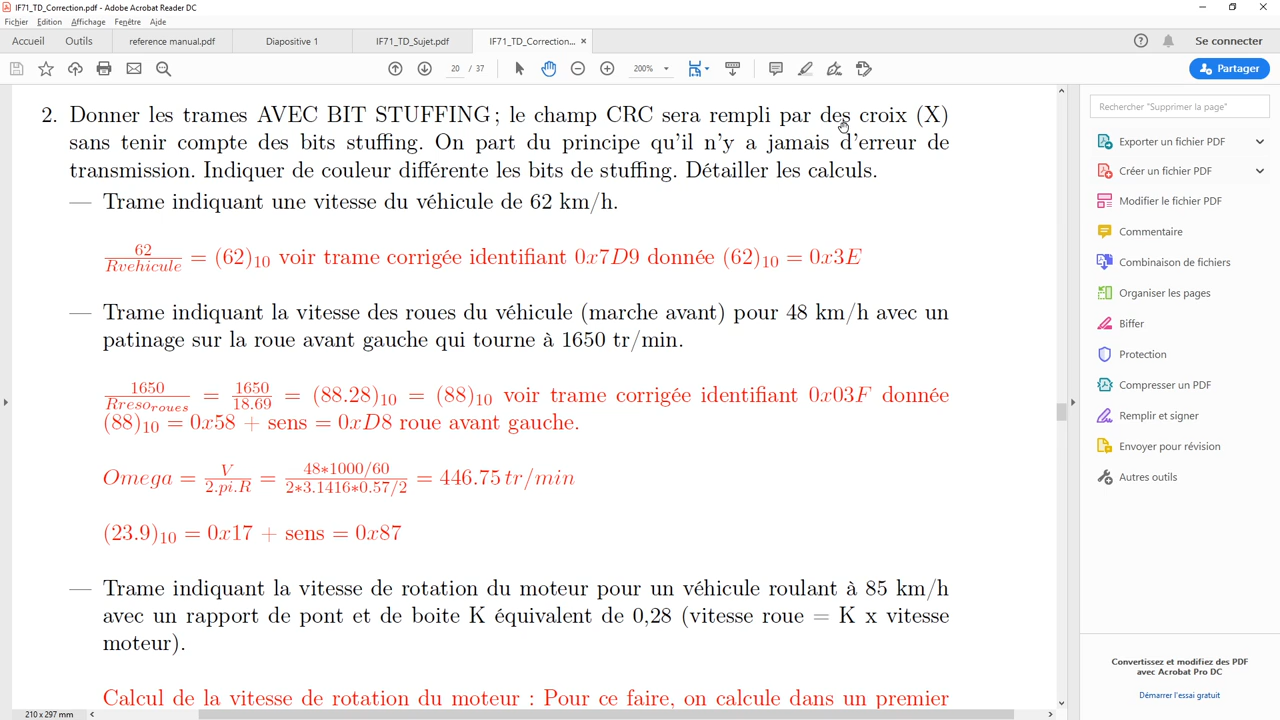 IF71_TD_Correction.pdf - Adobe Acrobat Reader DC
Fichier Edition Affichage Fenêtre Aide
Accueil Outils reference manual.pdf Diapositive 1 IF71_TD_Sujet.pdf IF71_TD_Correction... × Se connecter
20 / 37 200% Partager
2. Donner les trames AVEC BIT STUFFING ; le champ CRC sera rempli par des croix (X)
sans tenir compte des bits stuffing. On part du principe qu'il n'y a jamais d'erreur de
transmission. Indiquer de couleur différente les bits de stuffing. Détailler les calculs.
— Trame indiquant une vitesse du véhicule de 62 km/h.
62/Rvehicule = (62)10 voir trame corrigée identifiant 0x7D9 donnée (62)10 = 0x3E
— Trame indiquant la vitesse des roues du véhicule (marche avant) pour 48 km/h avec un
patinage sur la roue avant gauche qui tourne à 1650 tr/min.
1650/Rresoroues = 1650/18.69 = (88.28)10 = (88)10 voir trame corrigée identifiant 0x03F donnée
(88)10 = 0x58 + sens = 0xD8 roue avant gauche.
Omega = V/2.pi.R = 48*1000/60/2*3.1416*0.57/2 = 446.75 tr/min
(23.9)10 = 0x17 + sens = 0x87
— Trame indiquant la vitesse de rotation du moteur pour un véhicule roulant à 85 km/h
avec un rapport de pont et de boite K équivalent de 0,28 (vitesse roue = K x vitesse
moteur).
Calcul de la vitesse de rotation du moteur : Pour ce faire, on calcule dans un premier
210 x 297 mm
Rechercher "Supprimer la page"
Exporter un fichier PDF
Créer un fichier PDF
Modifier le fichier PDF
Commentaire
Combinaison de fichiers
Organiser les pages
Biffer
Protection
Compresser un PDF
Remplir et signer
Envoyer pour révision
Autres outils
Convertissez et modifiez des PDF
avec Acrobat Pro DC
Démarrer l'essai gratuit